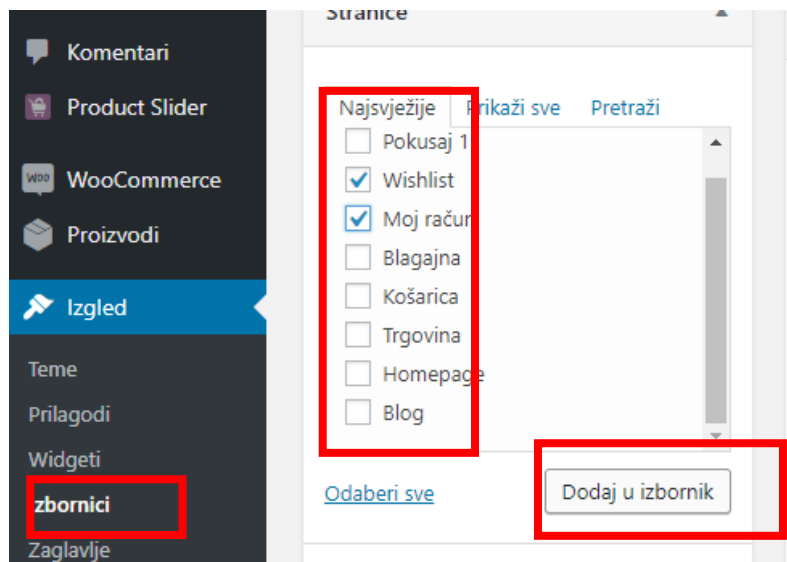 Stranice
Komentari
Product Slider
WooCommerce
Proizvodi
Izgled
Teme
Prilagodi
Widgeti
zbornici
Zaglavlje
Najsvježije Prikaži sve Pretraži
Pokusaj 1
Wishlist
Moj račun
Blagajna
Košarica
Trgovina
Homepage
Blog
Odaberi sve Dodaj u izbornik